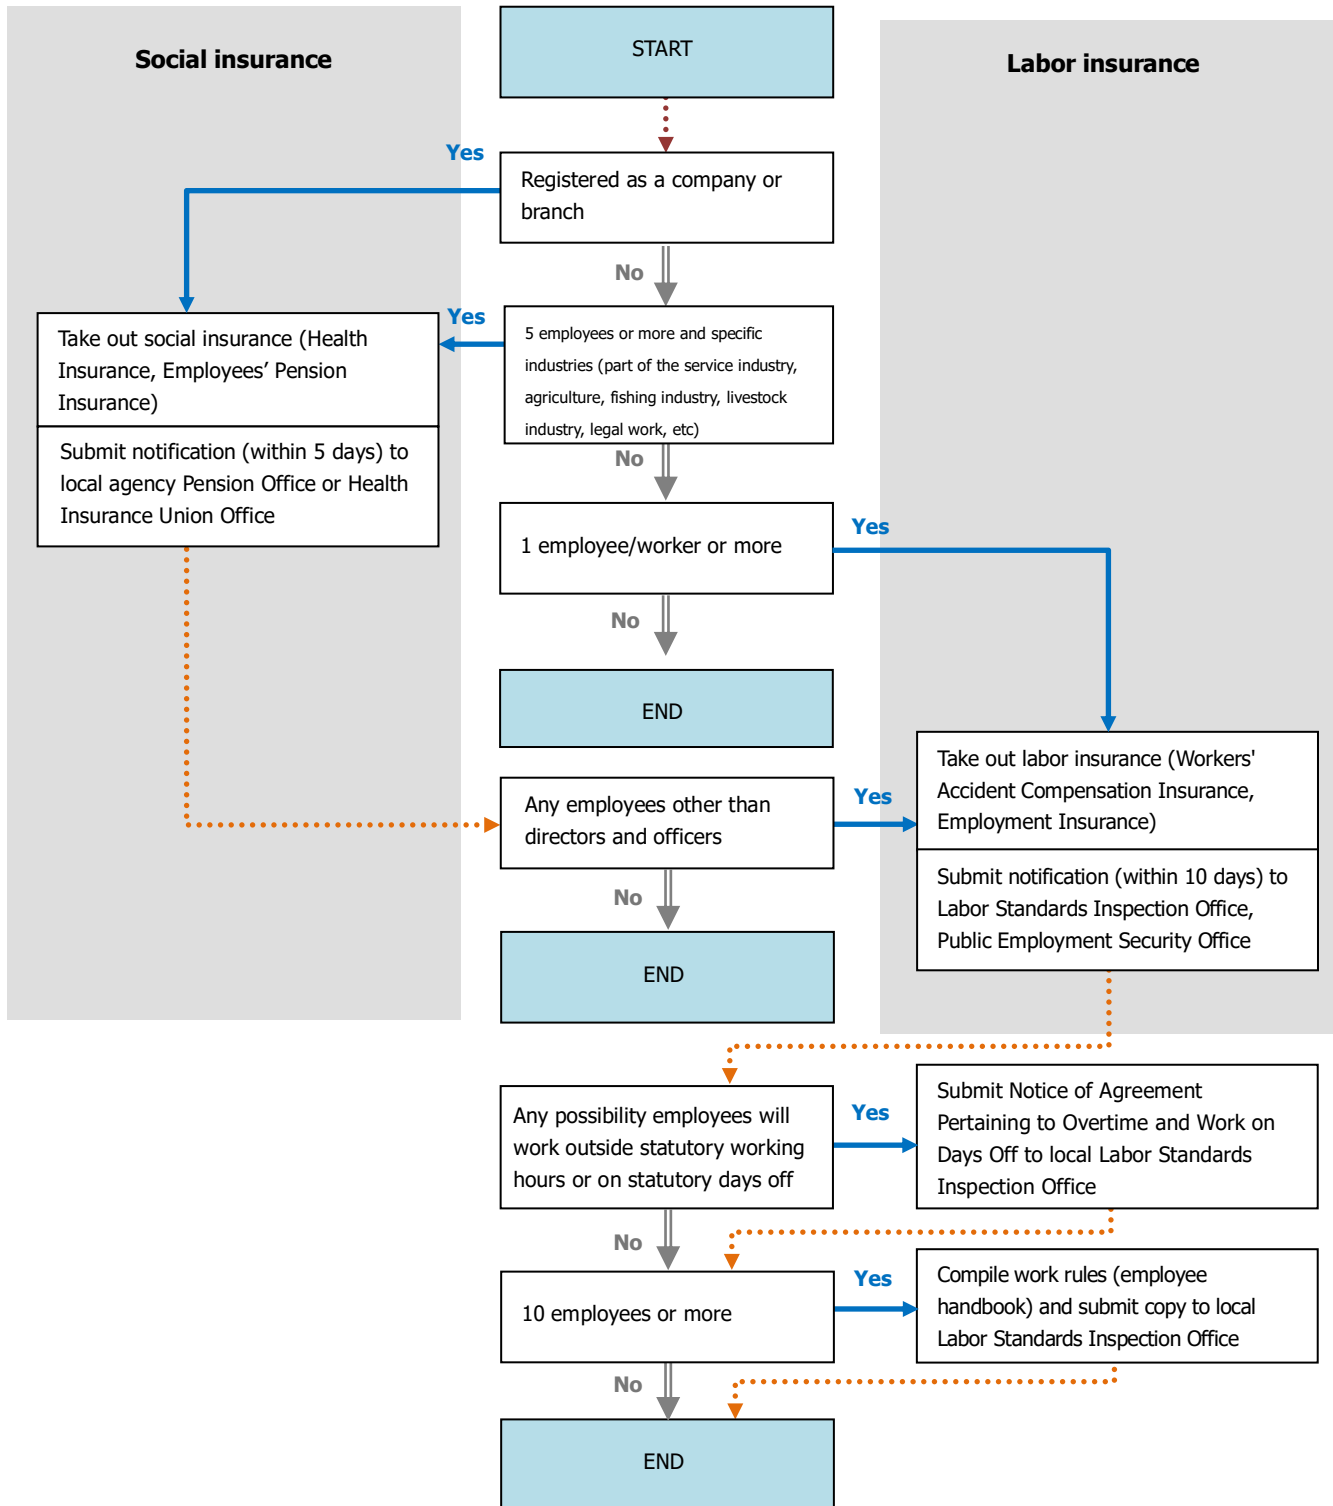 START
Social insurance
Labor insurance
Yes
Registered as a company or
branch
No
Take out social insurance (Health
Insurance, Employees’ Pension
Insurance)
Submit notification (within 5 days) to
local agency Pension Office or Health
Insurance Union Office
Yes
5 employees or more and specific
industries (part of the service industry,
agriculture, fishing industry, livestock
industry, legal work, etc)
No
1 employee/worker or more
Yes
No
END
Any employees other than
directors and officers
Yes
Take out labor insurance (Workers'
Accident Compensation Insurance,
Employment Insurance)
Submit notification (within 10 days) to
Labor Standards Inspection Office,
Public Employment Security Office
No
END
Any possibility employees will
work outside statutory working
hours or on statutory days off
Yes
Submit Notice of Agreement
Pertaining to Overtime and Work on
Days Off to local Labor Standards
Inspection Office
No
10 employees or more
Yes
Compile work rules (employee
handbook) and submit copy to local
Labor Standards Inspection Office
No
END